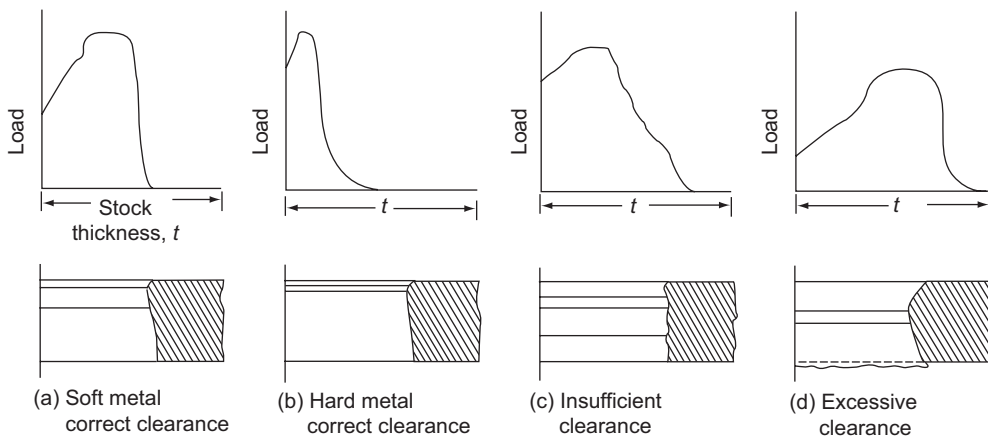 Load
Stock
thickness, t
Load
t
Load
t
Load
t
(a) Soft metal
correct clearance
(b) Hard metal
correct clearance
(c) Insufficient
clearance
(d) Excessive
clearance